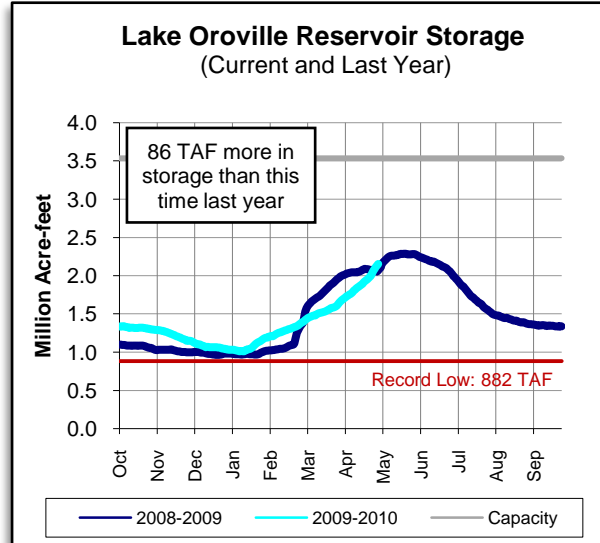 Lake Oroville Reservoir Storage
(Current and Last Year)
4.0
3.5
3.0
2.5
2.0
1.5
1.0
0.5
0.0
Million Acre-feet
86 TAF more in
storage than this
time last year
Record Low: 882 TAF
Oct
Nov
Dec
Jan
Feb
Mar
Apr
May
Jun
Jul
Aug
Sep
2008-2009
2009-2010
Capacity